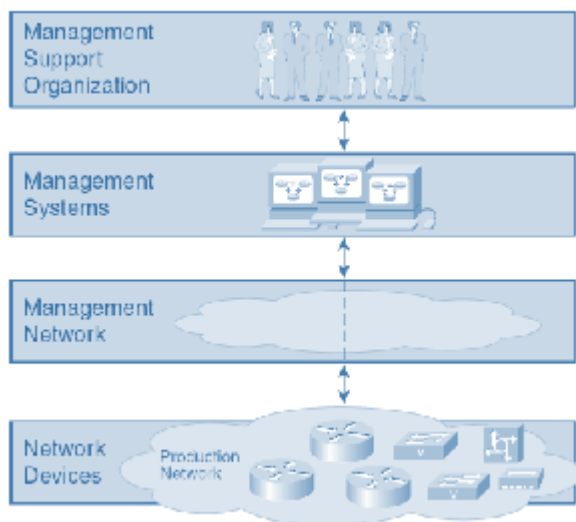 Management
Support
Organization
Management
Systems
Management
Network
Network
Devices
Production
Network